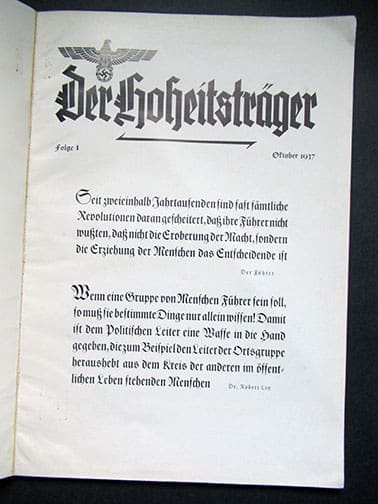 Der Hoheitsträger
Folge 1 Oktober 1937
Seit zweieinhalb Jahrtausenden sind fast sämtliche
Revolutionen daran gescheitert, daß ihre Führer nicht
wußten, daß nicht die Eroberung der Macht, sondern
die Erziehung der Menschen das Entscheidende ist
Der Führer
Wenn eine Gruppe von Menschen Führer sein soll,
so muß sie bestimmte Dinge nur allein wissen! Damit
ist dem Politischen Leiter eine Waffe in die Hand
gegeben, die zum Beispiel den Leiter der Ortsgruppe
heraushebt aus dem Kreis der anderen im öffent-
lichen Leben stehenden Menschen Dr. Robert Ley